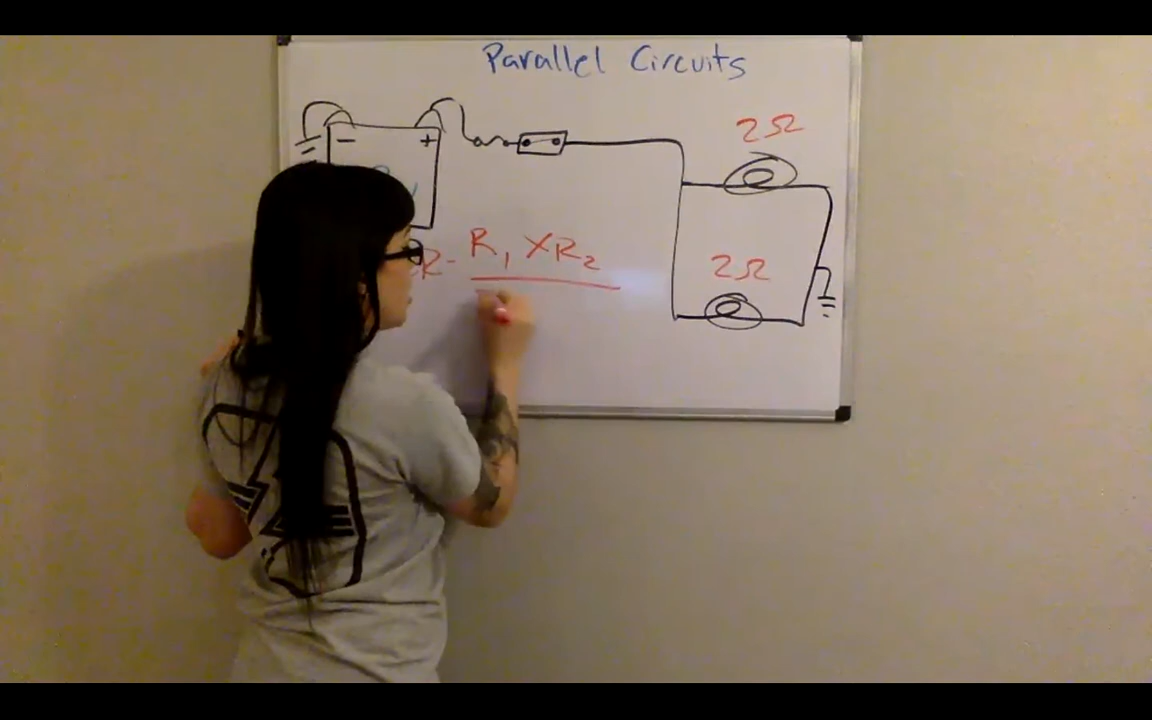 Parallel Circuits
2Ω
- +
R - R₁ X R₂
2Ω